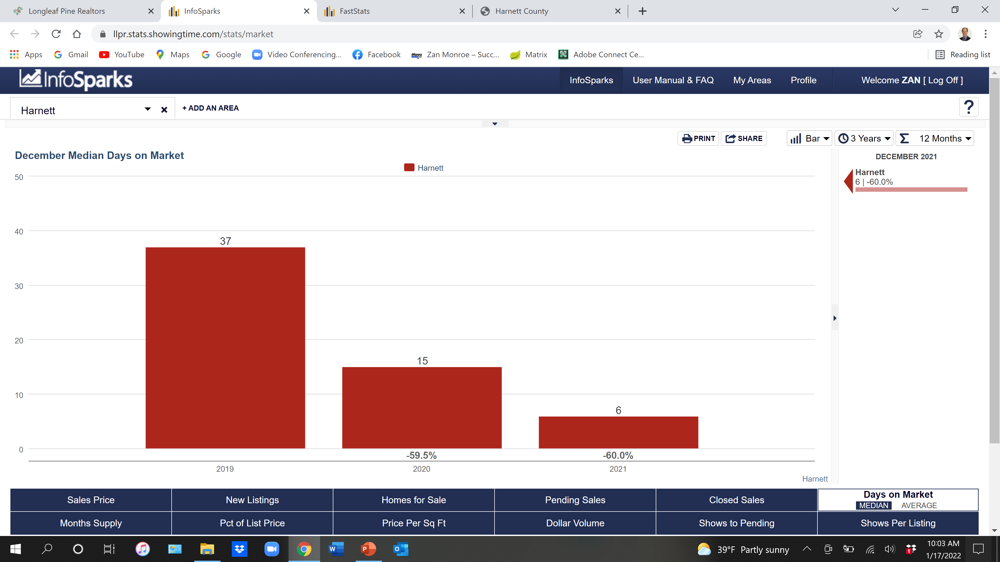 Longleaf Pine Realtors
InfoSparks
FastStats
Harnett County
llpr.stats.showingtime.com/stats/market
Apps
Gmail
YouTube
Maps
Google
Video Conferencing...
Facebook
Monroe
Zan Monroe – Succ...
Matrix
Adobe Connect Ce...
Reading list
InfoSparks
InfoSparks
User Manual & FAQ
My Areas
Profile
Welcome ZAN [ Log Off ]
Harnett
+ ADD AN AREA
?
PRINT
SHARE
Bar
3 Years
Σ 12 Months
December Median Days on Market
Harnett
DECEMBER 2021
Harnett
6 | -60.0%
50
40
30
20
10
0
37
15
6
-59.5%
-60.0%
2019
2020
2021
Harnett
Sales Price
New Listings
Homes for Sale
Pending Sales
Closed Sales
Days on Market
MEDIAN AVERAGE
Months Supply
Pct of List Price
Price Per Sq Ft
Dollar Volume
Shows to Pending
Shows Per Listing
39°F Partly sunny
1
10:03 AM
1/17/2022